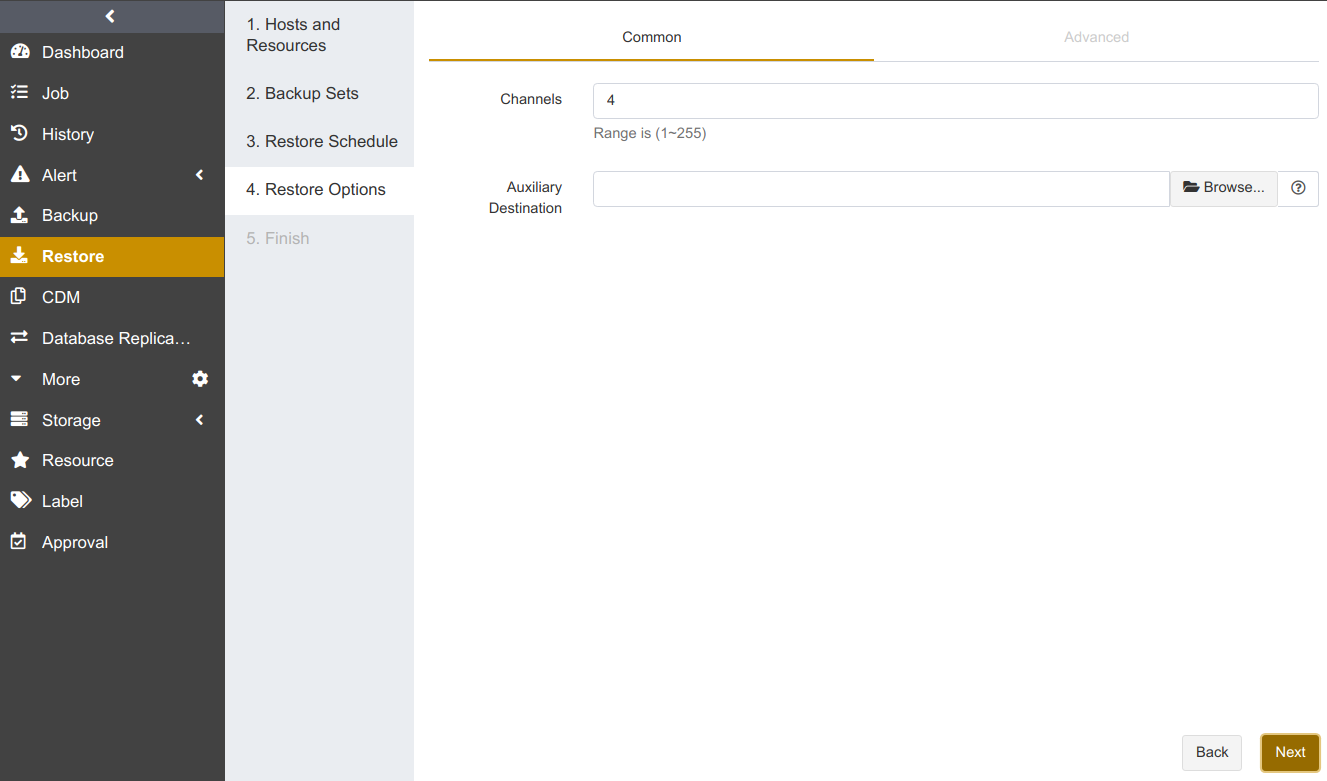 Dashboard
Job
History
Alert
Backup
Restore
CDM
Database Replica…
More
Storage
Resource
Label
Approval
1. Hosts and
Resources
2. Backup Sets
3. Restore Schedule
4. Restore Options
5. Finish
Common
Advanced
Channels
4
Range is (1~255)
Auxiliary
Destination
Browse...
Back
Next